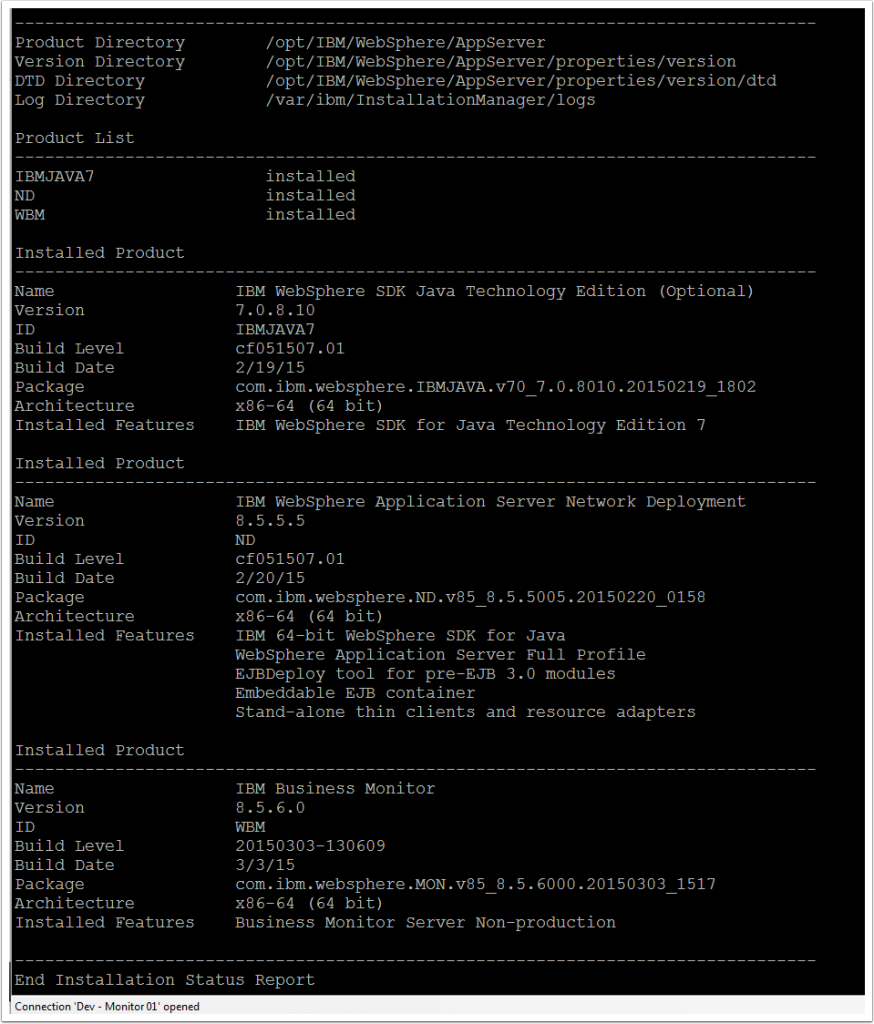 --------------------------------------------------------------------------------
Product Directory        /opt/IBM/WebSphere/AppServer
Version Directory        /opt/IBM/WebSphere/AppServer/properties/version
DTD Directory            /opt/IBM/WebSphere/AppServer/properties/version/dtd
Log Directory            /var/ibm/InstallationManager/logs
Product List
--------------------------------------------------------------------------------
IBMJAVA7                 installed
ND                       installed
WBM                      installed
Installed Product
--------------------------------------------------------------------------------
Name                  IBM WebSphere SDK Java Technology Edition (Optional)
Version               7.0.8.10
ID                    IBMJAVA7
Build Level           cf051507.01
Build Date            2/19/15
Package               com.ibm.websphere.IBMJAVA.v70_7.0.8010.20150219_1802
Architecture          x86-64 (64 bit)
Installed Features    IBM WebSphere SDK for Java Technology Edition 7
Installed Product
--------------------------------------------------------------------------------
Name                  IBM WebSphere Application Server Network Deployment
Version               8.5.5.5
ID                    ND
Build Level           cf051507.01
Build Date            2/20/15
Package               com.ibm.websphere.ND.v85_8.5.5005.20150220_0158
Architecture          x86-64 (64 bit)
Installed Features    IBM 64-bit WebSphere SDK for Java
                      WebSphere Application Server Full Profile
                      EJBDeploy tool for pre-EJB 3.0 modules
                      Embeddable EJB container
                      Stand-alone thin clients and resource adapters
Installed Product
--------------------------------------------------------------------------------
Name                  IBM Business Monitor
Version               8.5.6.0
ID                    WBM
Build Level           20150303-130609
Build Date            3/3/15
Package               com.ibm.websphere.MON.v85_8.5.6000.20150303_1517
Architecture          x86-64 (64 bit)
Installed Features    Business Monitor Server Non-production
--------------------------------------------------------------------------------
End Installation Status Report
Connection 'Dev - Monitor 01' opened